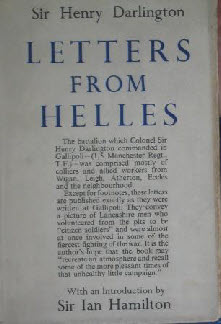 Sir Henry Darlington
LETTERS
FROM
HELLES
The battalion which Colonel Sir
Henry Darlington commanded in
Gallipoli—(1/5 Manchester Regt.,
T.F.)—was comprised mostly of
colliers and allied workers from
Wigan, Leigh, Atherton, Eccles
and the neighbourhood.
Except for footnotes, these letters
are published exactly as they were
written at Gallipoli. They convey
a picture of Lancashire men who
volunteered from the pits to be
"citizen soldiers" and were almost
at once involved in some of the
fiercest fighting of the war. It is the
author's hope that the book may
"recreate an atmosphere and recall
some of the more pleasant times of
that unhealthy little campaign."
With an Introduction by
Sir Ian Hamilton